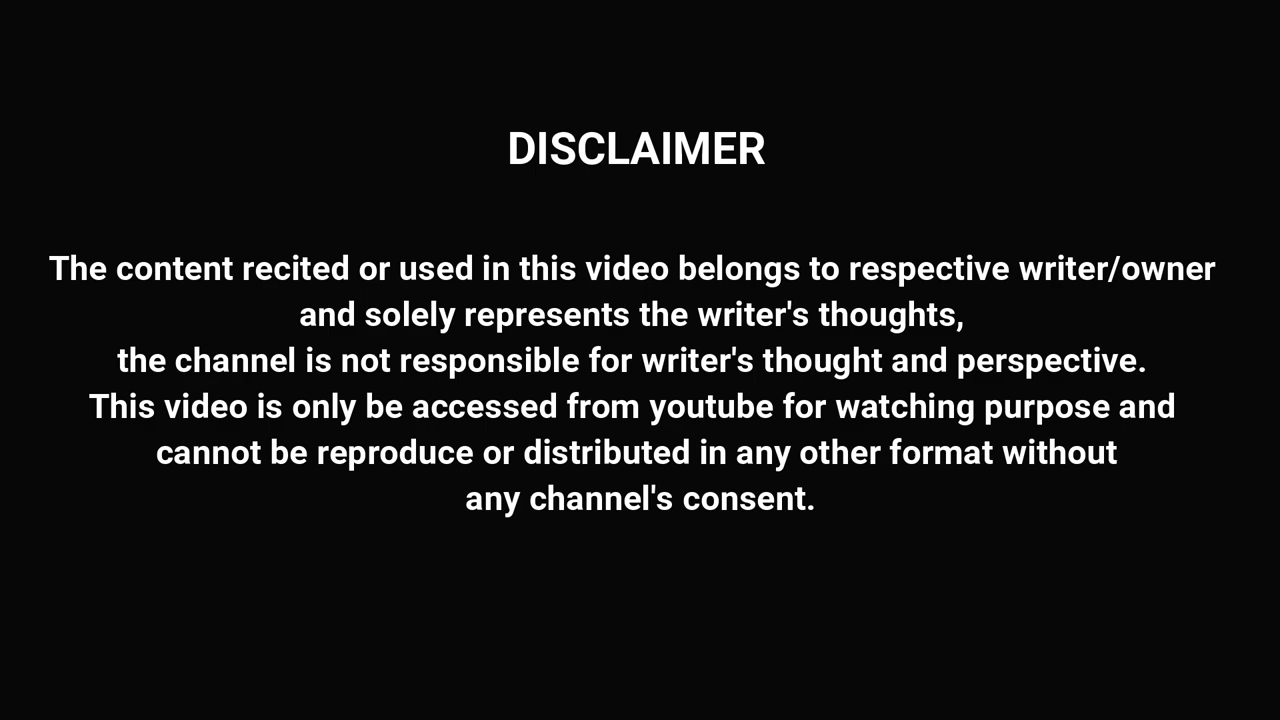 DISCLAIMER
The content recited or used in this video belongs to respective writer/owner
and solely represents the writer's thoughts,
the channel is not responsible for writer's thought and perspective.
This video is only be accessed from youtube for watching purpose and
cannot be reproduce or distributed in any other format without
any channel's consent.